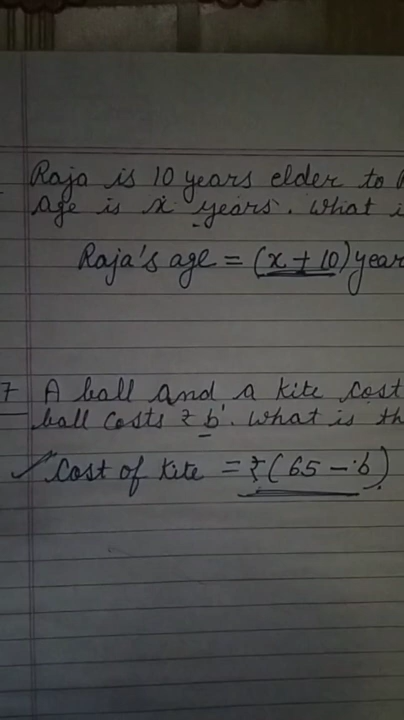 Raja is 10 years elder to
age is x years. What i
Raja's age = (x + 10) year
7 A ball and a kite cost
ball costs ₹ b'. What is th
Cost of kite = ₹(65 - b)